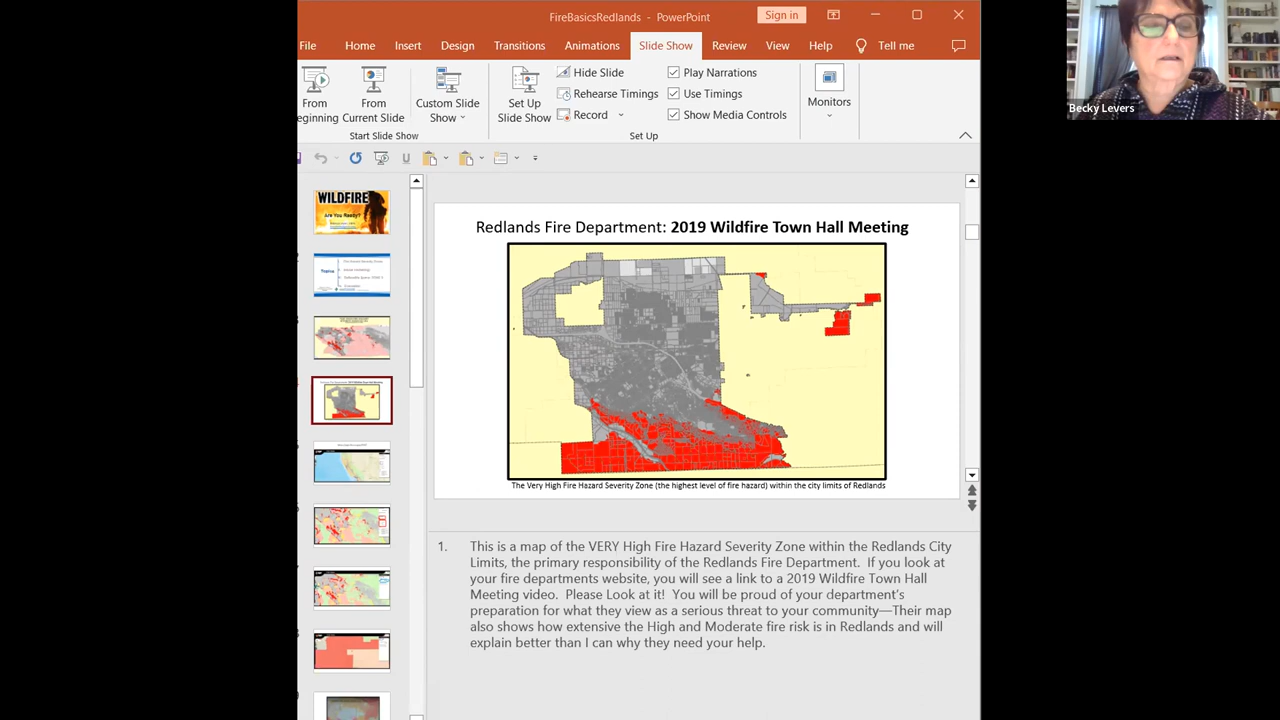 FireBasicsRedlands - PowerPoint
Sign in
File Home Insert Design Transitions Animations Slide Show Review View Help Tell me
From
eginning
From
Current Slide
Custom Slide
Show
Set Up
Slide Show
Hide Slide
Rehearse Timings
Record
Play Narrations
Use Timings
Show Media Controls
Monitors
Start Slide Show
Set Up
Becky Levers
WILDFIRE
Are You Ready?
Redlands Fire Department: 2019 Wildfire Town Hall Meeting
The Very High Fire Hazard Severity Zone (the highest level of fire hazard) within the city limits of Redlands
1. This is a map of the VERY High Fire Hazard Severity Zone within the Redlands City
Limits, the primary responsibility of the Redlands Fire Department. If you look at
your fire departments website, you will see a link to a 2019 Wildfire Town Hall
Meeting video. Please Look at it! You will be proud of your department's
preparation for what they view as a serious threat to your community—Their map
also shows how extensive the High and Moderate fire risk is in Redlands and will
explain better than I can why they need your help.